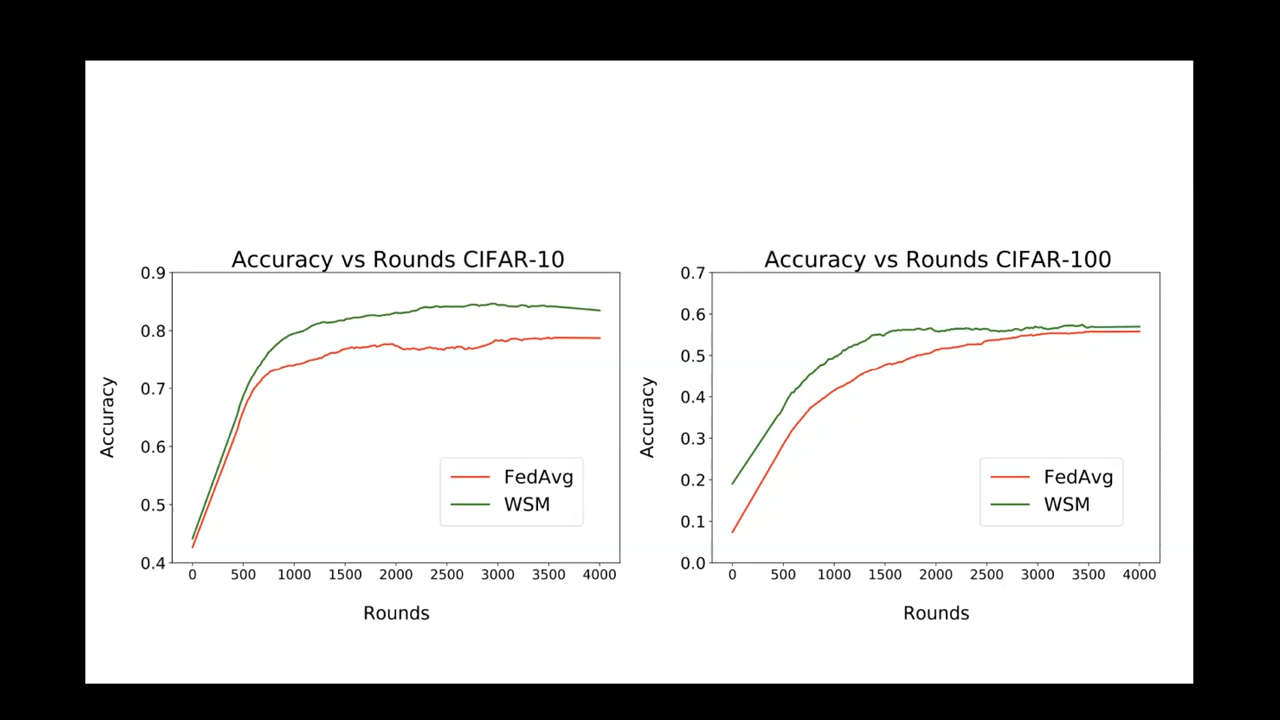 Accuracy vs Rounds CIFAR-10
0.9
0.8
0.7
0.6
0.5
0.4
Accuracy
FedAvg
WSM
0 500 1000 1500 2000 2500 3000 3500 4000
Rounds
Accuracy vs Rounds CIFAR-100
0.7
0.6
0.5
0.4
0.3
0.2
0.1
0.0
Accuracy
FedAvg
WSM
0 500 1000 1500 2000 2500 3000 3500 4000
Rounds